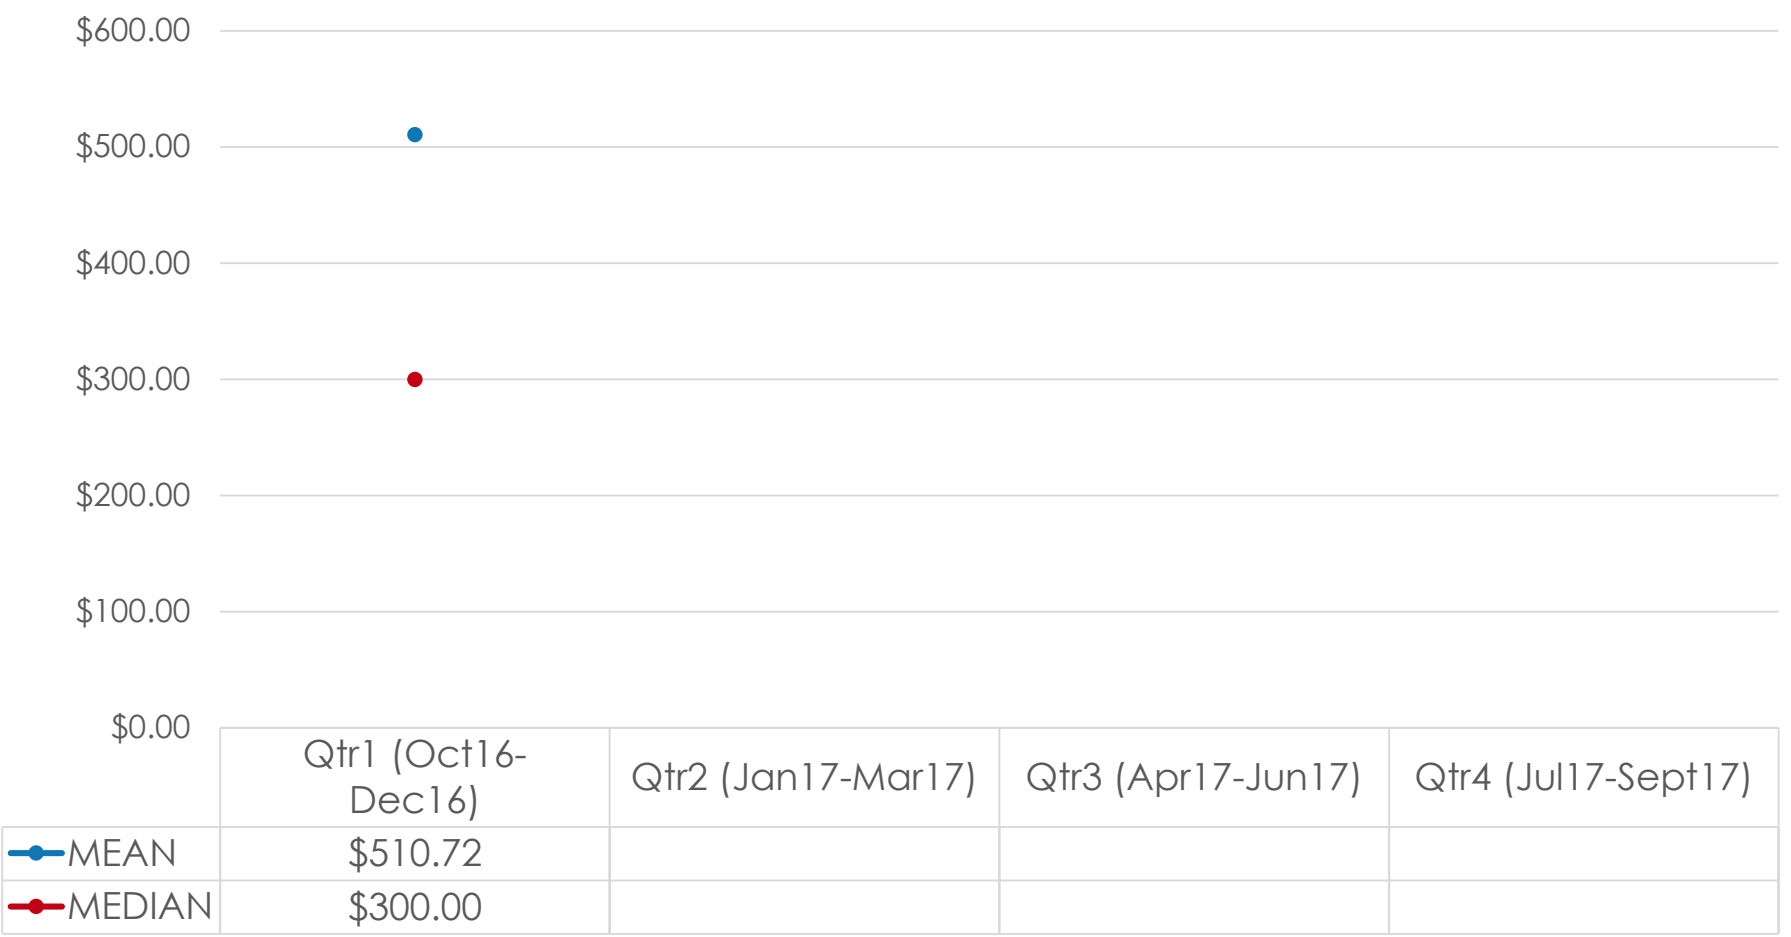 $600.00
$500.00
$400.00
$300.00
$200.00
$100.00
$0.00
Qtr1 (Oct16-
Dec16)
Qtr2 (Jan17-Mar17)
Qtr3 (Apr17-Jun17)
Qtr4 (Jul17-Sept17)
MEAN $510.72
MEDIAN $300.00